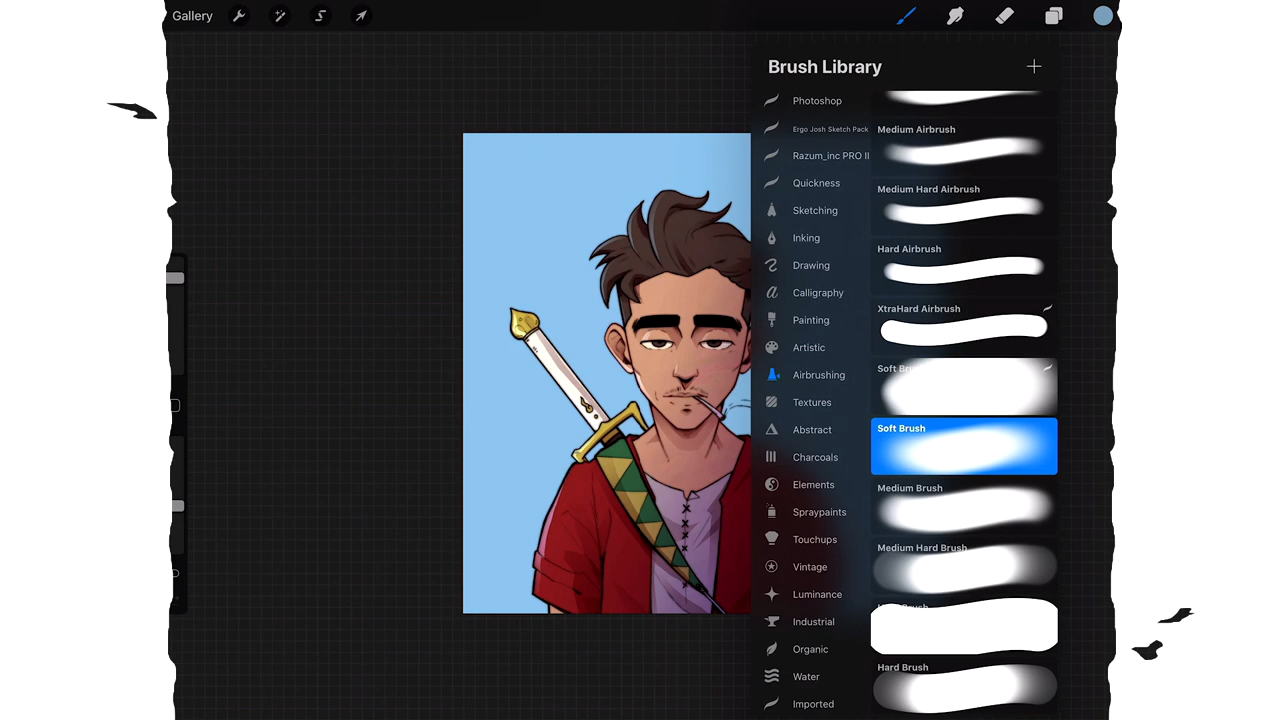 Gallery
Brush Library
Photoshop
Ergo Josh Sketch Pack
Razum_inc PRO II
Quickness
Sketching
Inking
Drawing
Calligraphy
Painting
Artistic
Airbrushing
Textures
Abstract
Charcoals
Elements
Spraypaints
Touchups
Vintage
Luminance
Industrial
Organic
Water
Imported
Medium Airbrush
Medium Hard Airbrush
Hard Airbrush
XtraHard Airbrush
Soft
Soft Brush
Medium Brush
Medium Hard Brush
Hard Brush